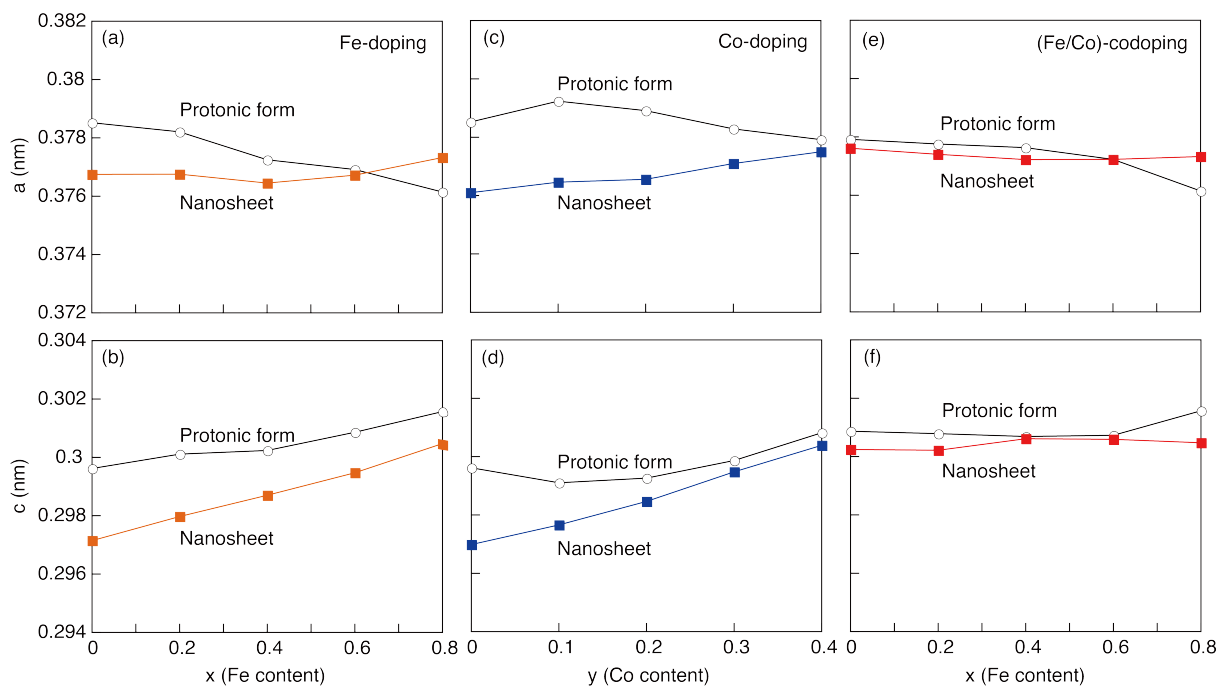 (a)
Fe-doping
Protonic form
Nanosheet
a (nm)
0.382
0.38
0.378
0.376
0.374
0.372
(c)
Co-doping
Protonic form
Nanosheet
(e)
(Fe/Co)-codoping
Protonic form
Nanosheet
(b)
Protonic form
Nanosheet
c (nm)
0.304
0.302
0.3
0.298
0.296
0.294
0 0.2 0.4 0.6 0.8
x (Fe content)
(d)
Protonic form
Nanosheet
0 0.1 0.2 0.3 0.4
y (Co content)
(f)
Protonic form
Nanosheet
0 0.2 0.4 0.6 0.8
x (Fe content)